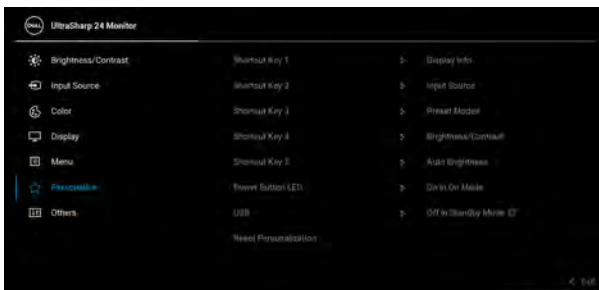 DELL UltraSharp 24 Monitor
Brightness/Contrast Shortcut Key 1 > Display Info
Input Source Shortcut Key 2 > Input Source
Color Shortcut Key 3 > Preset Modes
Display Shortcut Key 4 > Brightness/Contrast
Menu Shortcut Key 5 > Auto Brightness
Personalize Power Button LED > On in On Mode
Others USB > Off in Standby Mode
Reset Personalization
< Exit